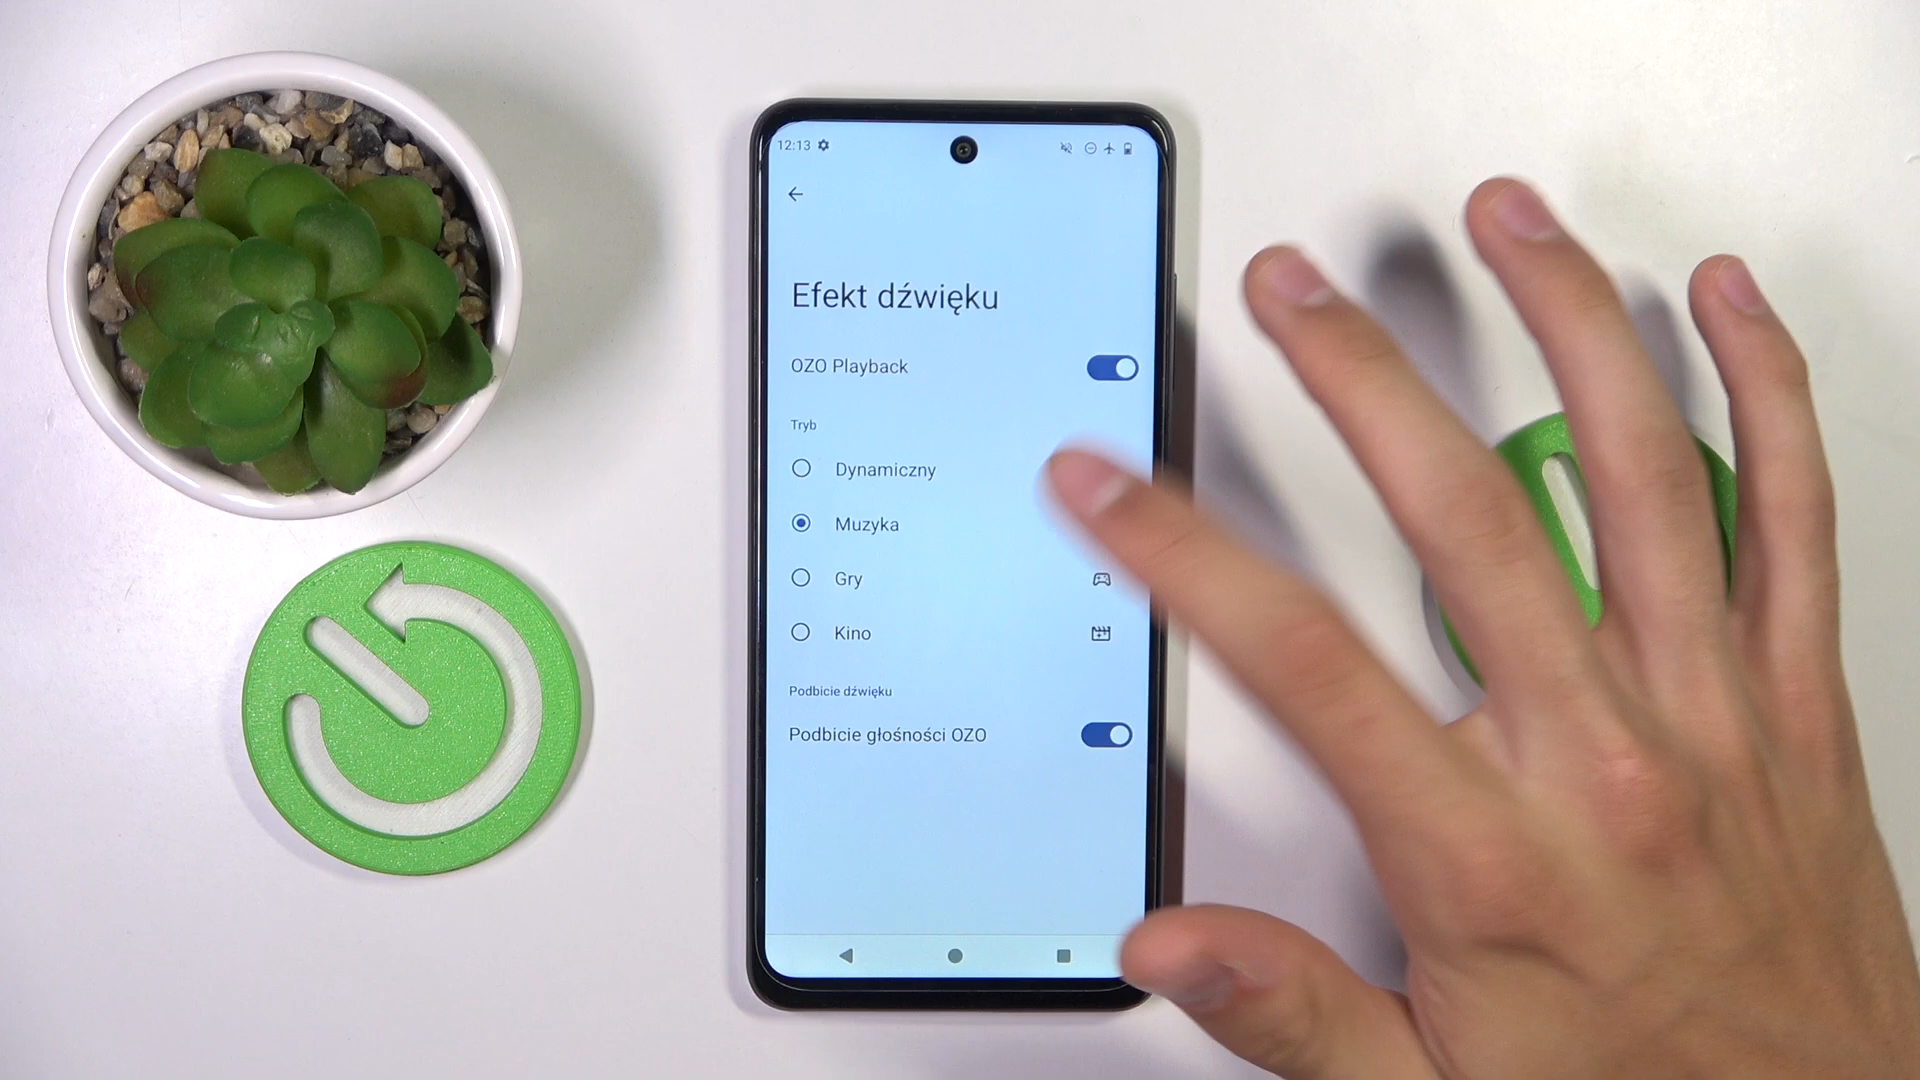 12:13
Efekt dźwięku
OZO Playback
Tryb
Dynamiczny
Muzyka
Gry
Kino
Podbicie dźwięku
Podbicie głośności OZO